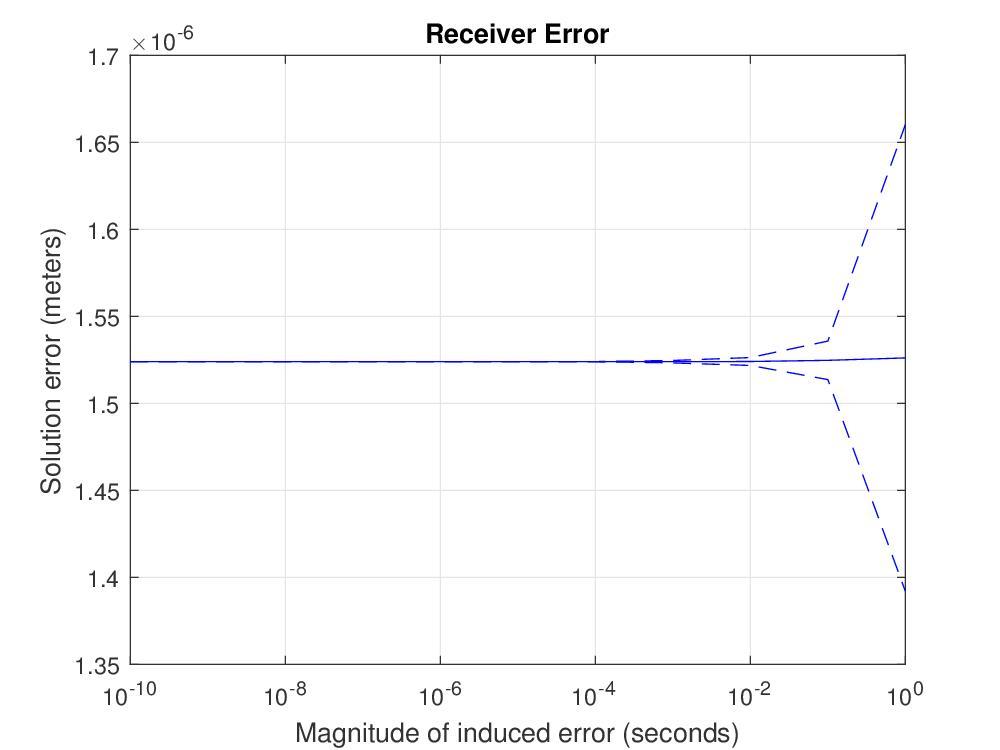 Receiver Error
×10^-6
1.7
1.65
1.6
1.55
1.5
1.45
1.4
1.35
Solution error (meters)
10^-10 10^-8 10^-6 10^-4 10^-2 10^0
Magnitude of induced error (seconds)